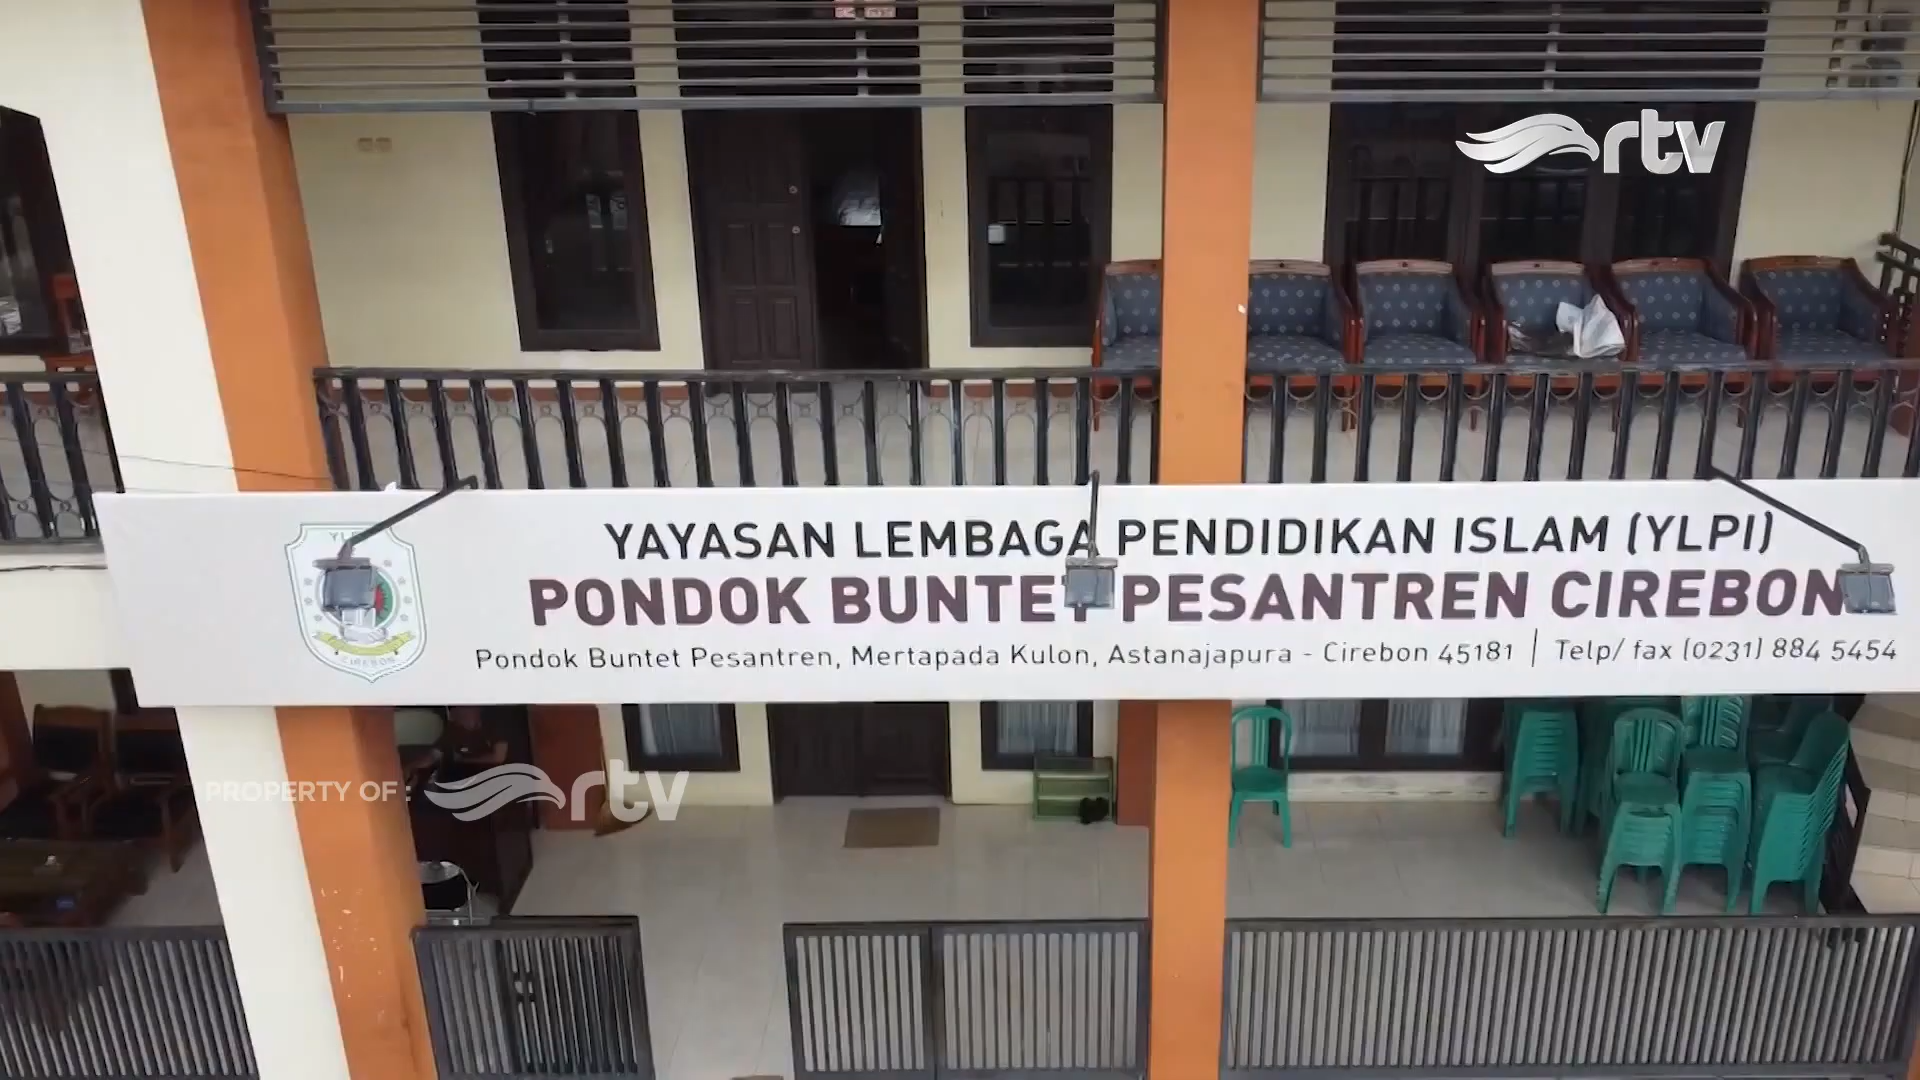 rtv
YAYASAN LEMBAGA PENDIDIKAN ISLAM (YLPI)
PONDOK BUNTET PESANTREN CIREBON
Pondok Buntet Pesantren, Mertapada Kulon, Astanajapura - Cirebon 45181 | Telp/ fax (0231) 884 5454
CIREBON
PROPERTY OF : rtv